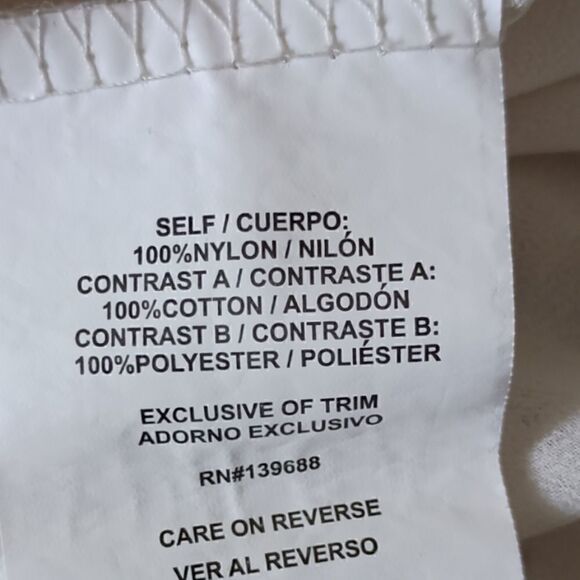 SELF / CUERPO:
100%NYLON / NILÓN
CONTRAST A / CONTRASTE A:
100%COTTON / ALGODÓN
CONTRAST B / CONTRASTE B:
100%POLYESTER / POLIÉSTER
EXCLUSIVE OF TRIM
ADORNO EXCLUSIVO
RN#139688
CARE ON REVERSE
VER AL REVERSO